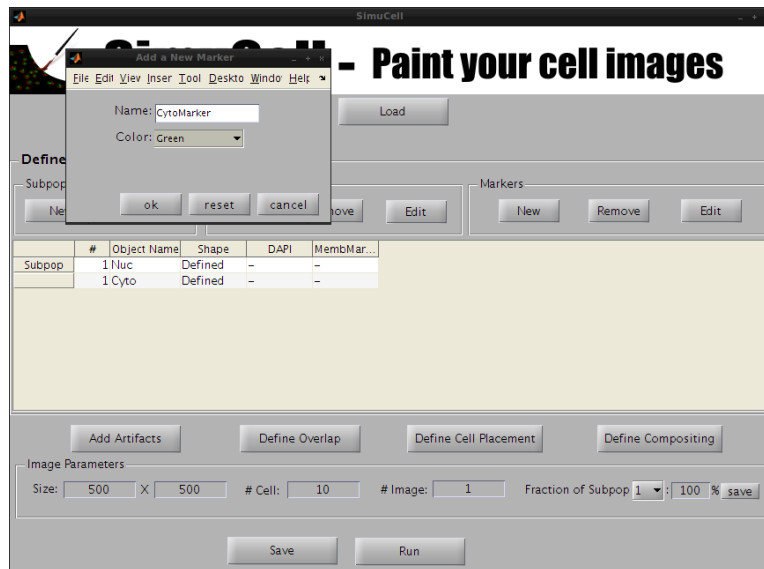 SimuCell
Add a New Marker
- Paint your cell images
File Edit Viev Inser Tool Deskto Windo Help
Name: CytoMarker
Load
Color: Green
Define
Subpop
Markers
ok reset cancel
Ne
ove Edit
New Remove Edit
# Object Name Shape DAPI MembMar...
Subpop 1 Nuc Defined – –
1 Cyto Defined – –
Add Artifacts Define Overlap Define Cell Placement Define Compositing
Image Parameters
Size: 500 X 500 # Cell: 10 # Image: 1 Fraction of Subpop 1 : 100 % save
Save Run